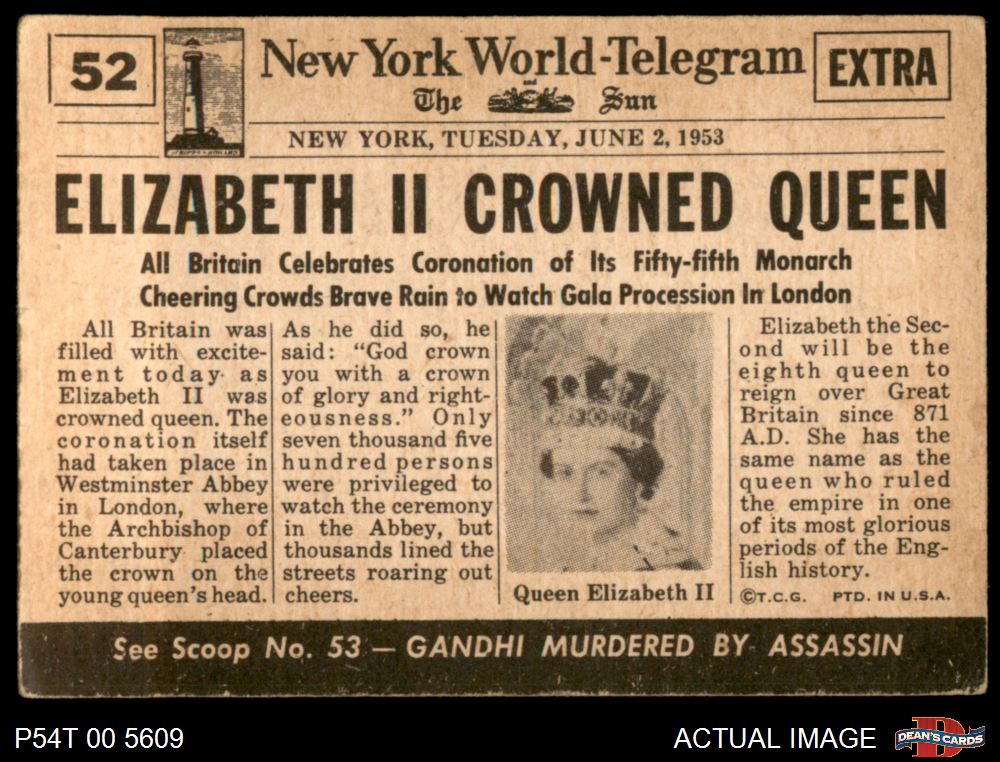 52
New York World-Telegram
The and Sun
EXTRA
NEW YORK, TUESDAY, JUNE 2, 1953
ELIZABETH II CROWNED QUEEN
All Britain Celebrates Coronation of Its Fifty-fifth Monarch
Cheering Crowds Brave Rain to Watch Gala Procession In London
All Britain was
filled with excite-
ment today as
Elizabeth II was
crowned queen. The
coronation itself
had taken place in
Westminster Abbey
in London, where
the Archbishop of
Canterbury placed
the crown on the
young queen's head.
As he did so, he
said: "God crown
you with a crown
of glory and right-
eousness." Only
seven thousand five
hundred persons
were privileged to
watch the ceremony
in the Abbey, but
thousands lined the
streets roaring out
cheers.
Queen Elizabeth II
Elizabeth the Sec-
ond will be the
eighth queen to
reign over Great
Britain since 871
A.D. She has the
same name as the
queen who ruled
the empire in one
of its most glorious
periods of the Eng-
lish history.
©T.C.G. PTD. IN U.S.A.
See Scoop No. 53 — GANDHI MURDERED BY ASSASSIN
P54T 00 5609
ACTUAL IMAGE
DEAN'S CARDS